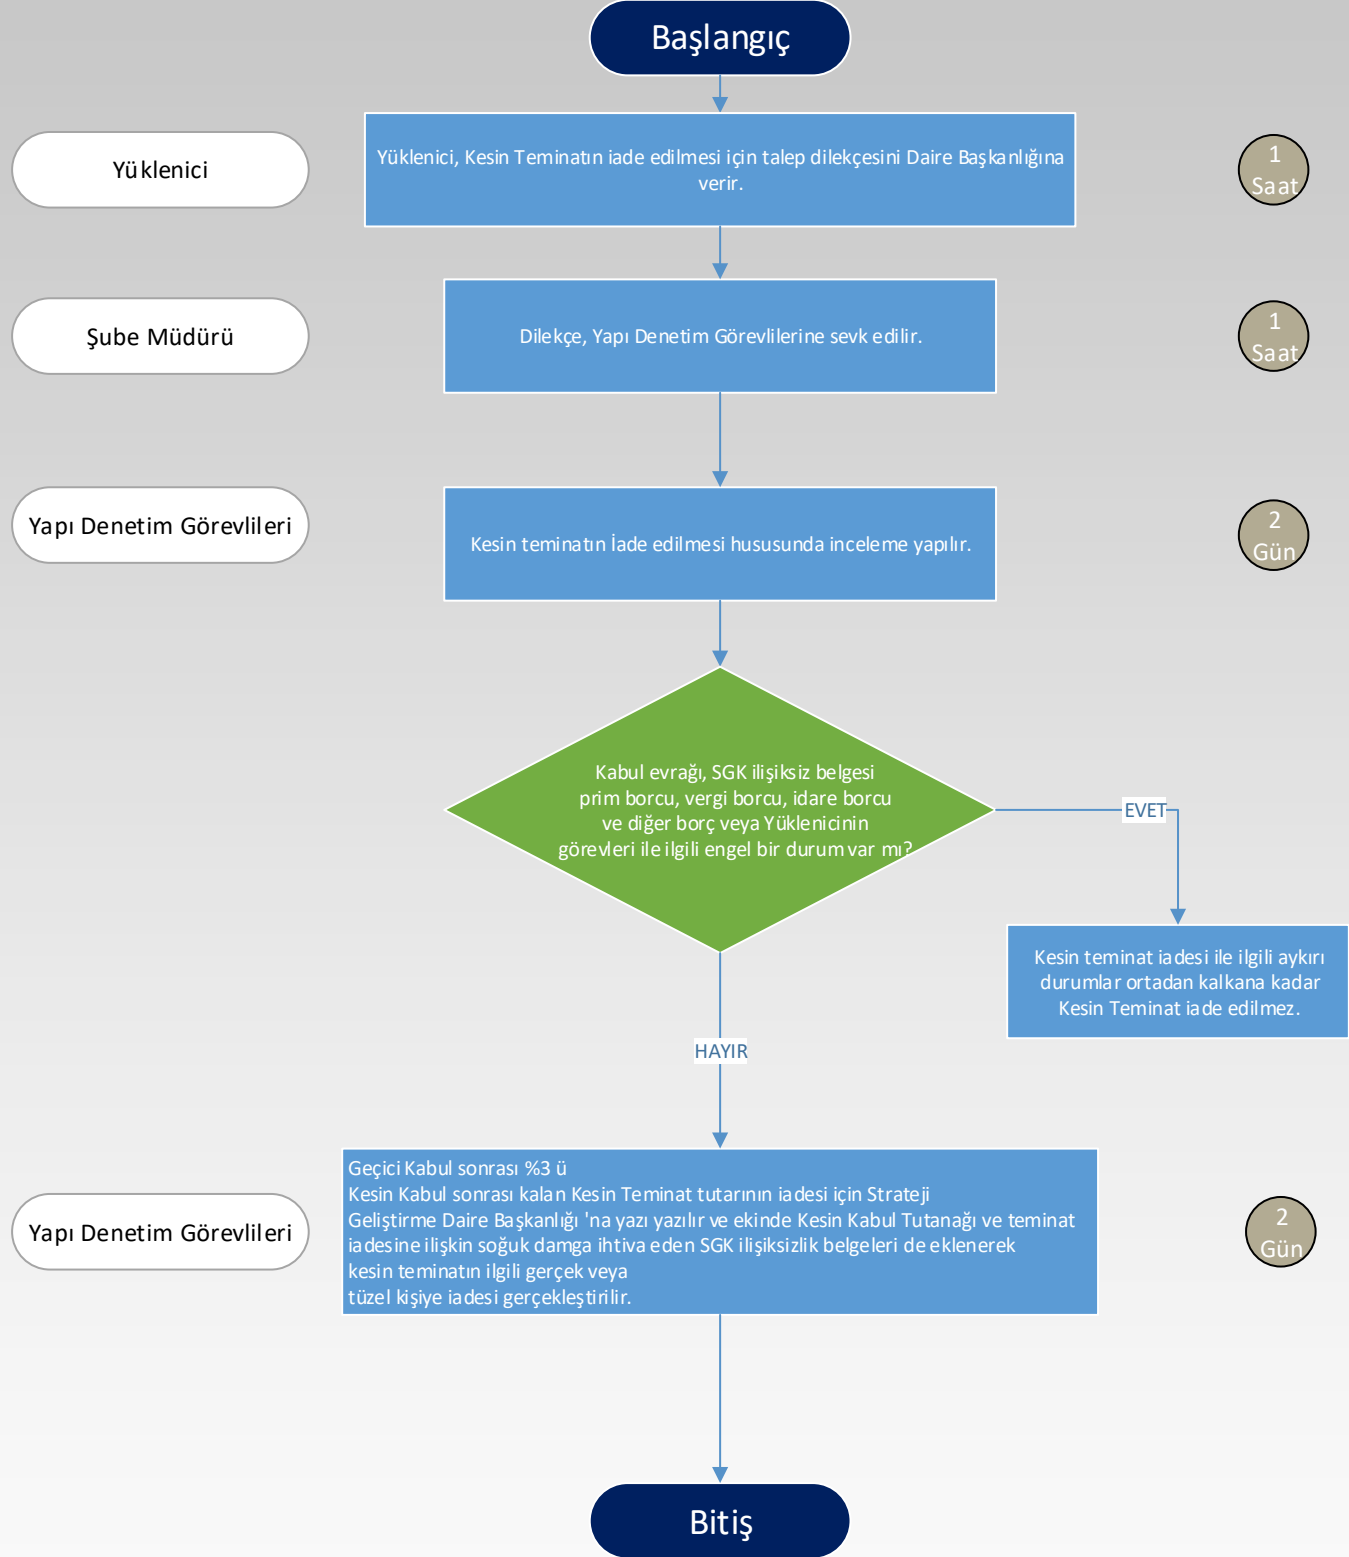 Başlangıç
Yüklenici
Yüklenici, Kesin Teminatın iade edilmesi için talep dilekçesini Daire Başkanlığına
verir.
1
Saat
Şube Müdürü
Dilekçe, Yapı Denetim Görevlilerine sevk edilir.
1
Saat
Yapı Denetim Görevlileri
Kesin teminatın İade edilmesi hususunda inceleme yapılır.
2
Gün
Kabul evrağı, SGK ilişiksiz belgesi
prim borcu, vergi borcu, idare borcu
ve diğer borç veya Yüklenicinin
görevleri ile ilgili engel bir durum var mı?
EVET
Kesin teminat iadesi ile ilgili aykırı
durumlar ortadan kalkana kadar
Kesin Teminat iade edilmez.
HAYIR
Yapı Denetim Görevlileri
Geçici Kabul sonrası %3 ü
Kesin Kabul sonrası kalan Kesin Teminat tutarının iadesi için Strateji
Geliştirme Daire Başkanlığı 'na yazı yazılır ve ekinde Kesin Kabul Tutanağı ve teminat
iadesine ilişkin soğuk damga ihtiva eden SGK ilişiksizlik belgeleri de eklenerek
kesin teminatın ilgili gerçek veya
tüzel kişiye iadesi gerçekleştirilir.
2
Gün
Bitiş